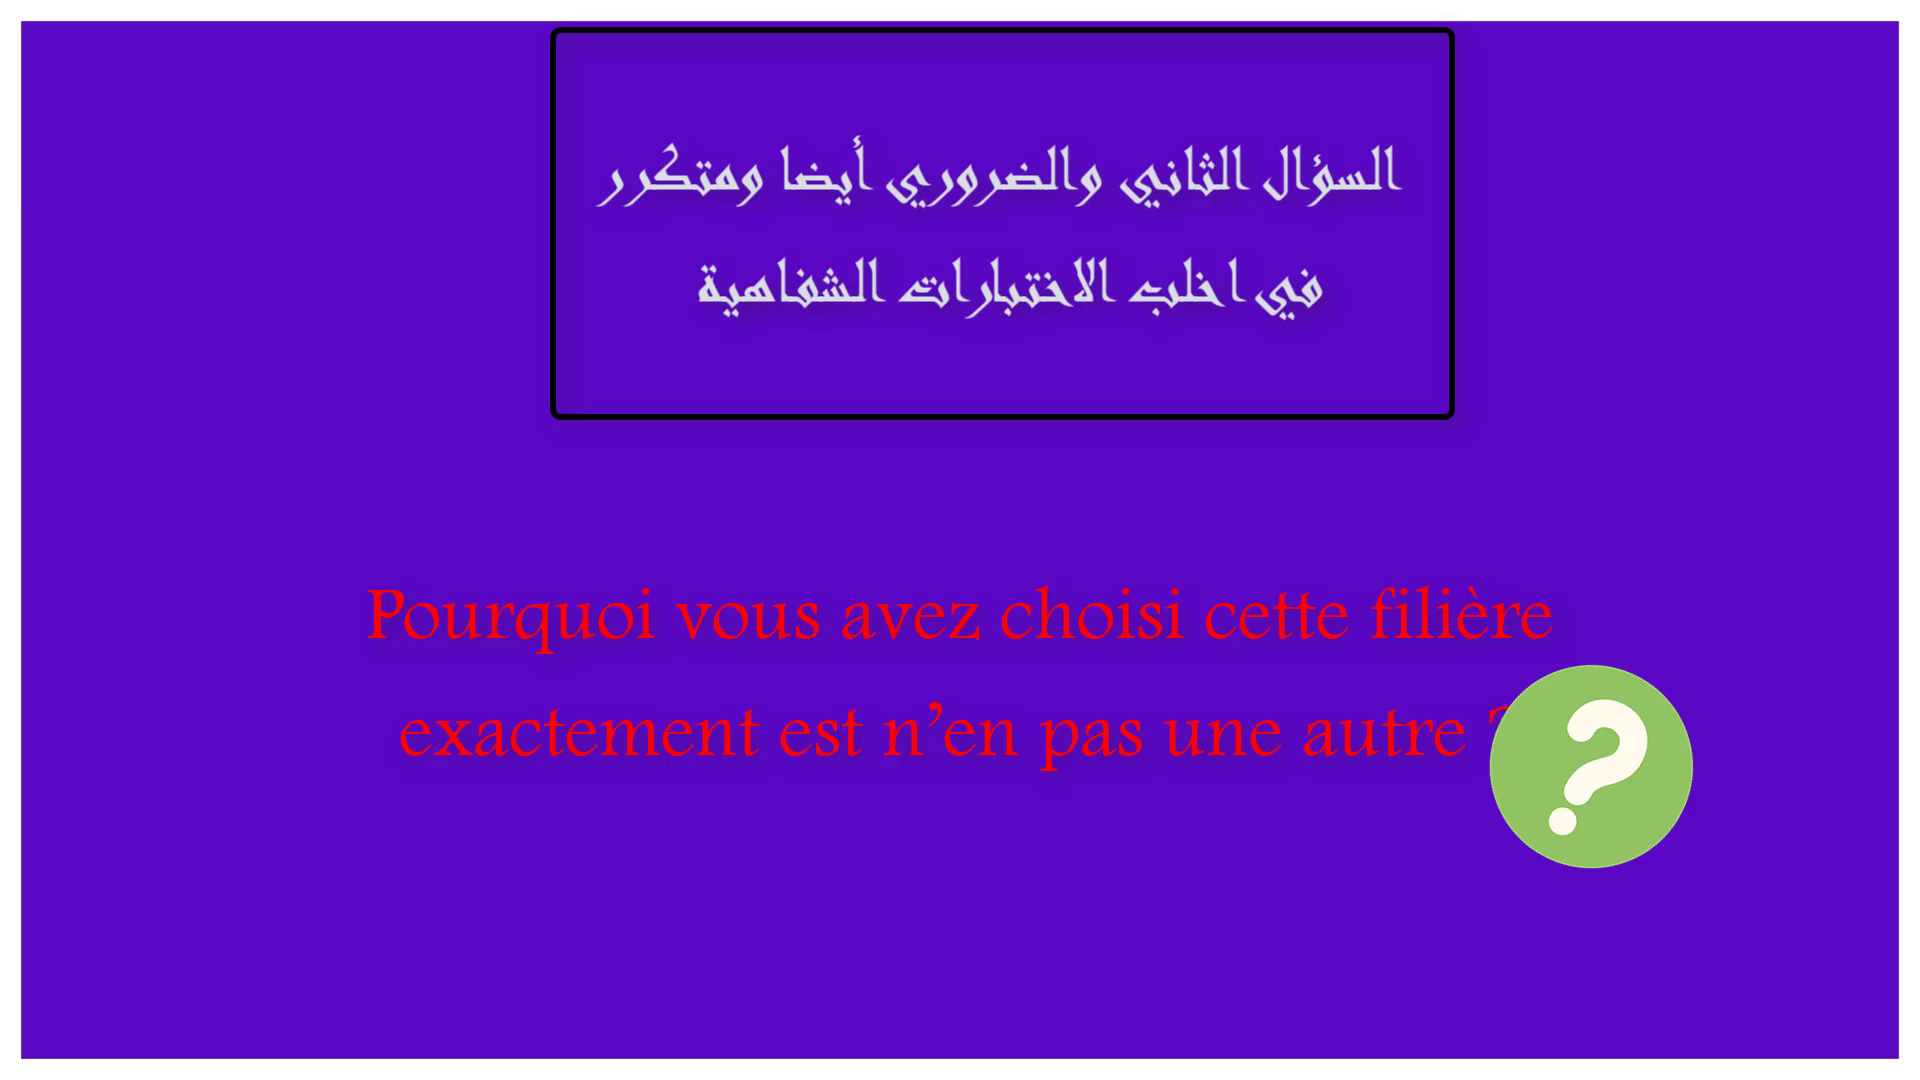 السؤال الثاني والضروري أيضا ومتكرر
في اخلب الاختبارات الشفاهية
Pourquoi vous avez choisi cette filière
exactement est n’en pas une autre ?